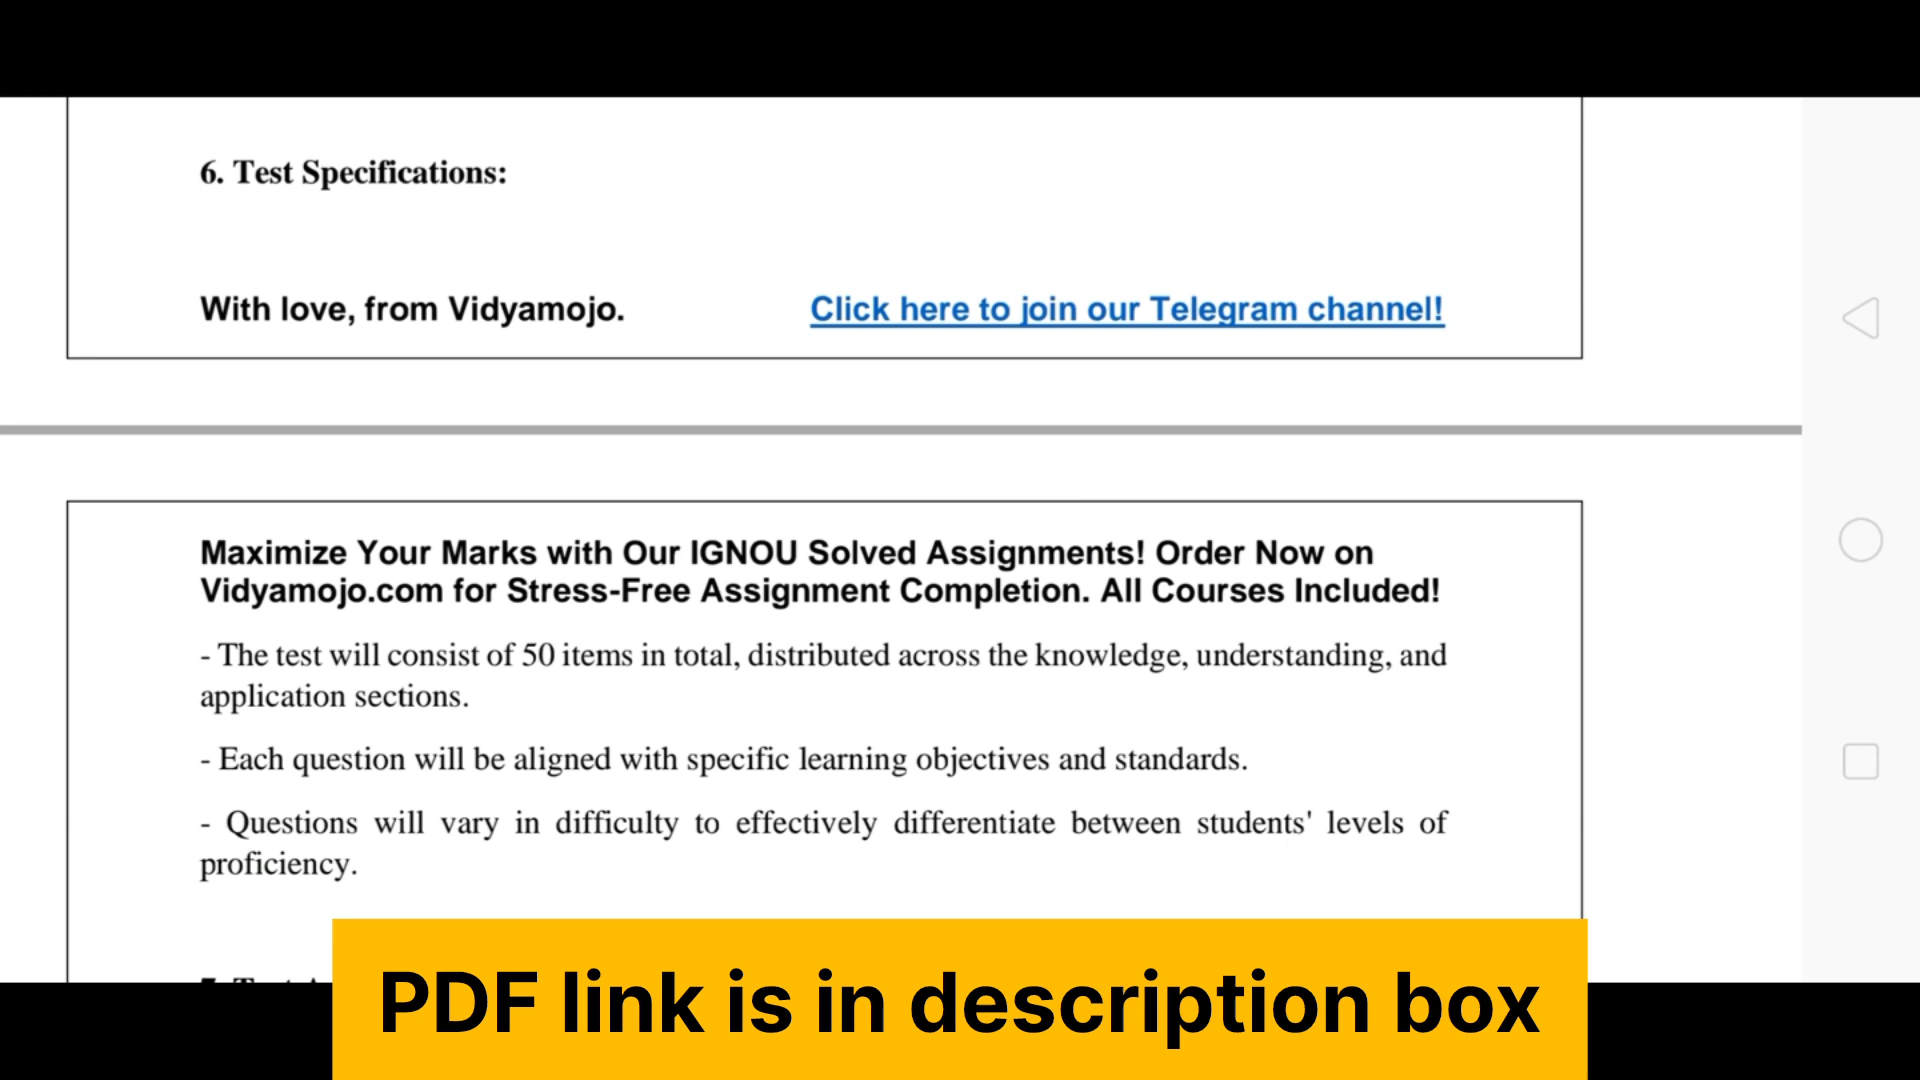 6. Test Specifications:
With love, from Vidyamojo.
Click here to join our Telegram channel!
Maximize Your Marks with Our IGNOU Solved Assignments! Order Now on
Vidyamojo.com for Stress-Free Assignment Completion. All Courses Included!
- The test will consist of 50 items in total, distributed across the knowledge, understanding, and
application sections.
- Each question will be aligned with specific learning objectives and standards.
- Questions will vary in difficulty to effectively differentiate between students' levels of
proficiency.
PDF link is in description box